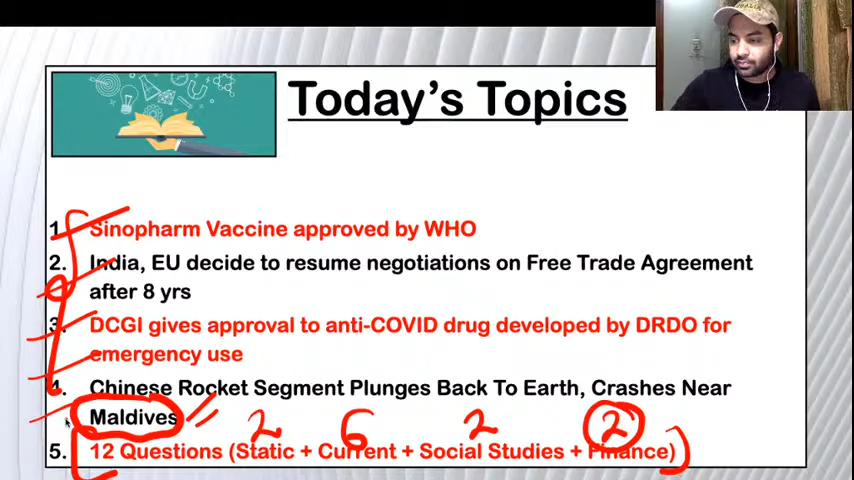 Today's Topics
1. Sinopharm Vaccine approved by WHO
2. India, EU decide to resume negotiations on Free Trade Agreement
after 8 yrs
3. DCGI gives approval to anti-COVID drug developed by DRDO for
emergency use
4. Chinese Rocket Segment Plunges Back To Earth, Crashes Near
Maldives
2 6 2 2
5. 12 Questions (Static + Current + Social Studies + Finance)